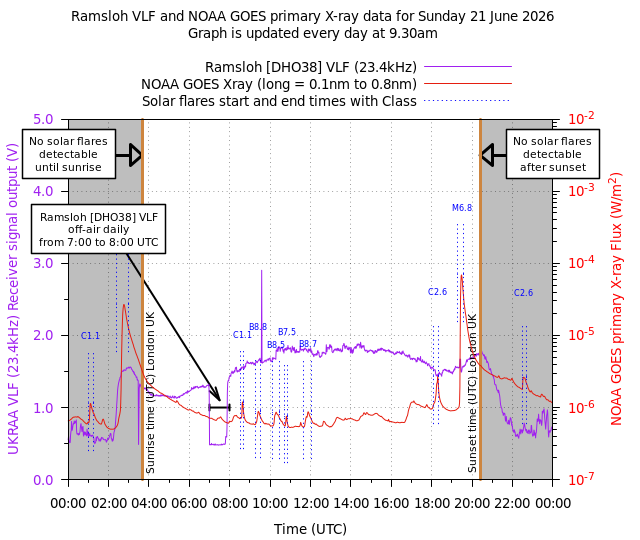 Ramsloh VLF and NOAA GOES primary X-ray data for Sunday 21 June 2026
Graph is updated every day at 9.30am
Ramsloh [DHO38] VLF (23.4kHz)
NOAA GOES Xray (long = 0.1nm to 0.8nm)
Solar flares start and end times with Class
UKRAA VLF (23.4kHz) Receiver signal output (V)
5.0
4.0
3.0
2.0
1.0
0.0
No solar flares
detectable
until sunrise
Ramsloh [DHO38] VLF
off-air daily
from 7:00 to 8:00 UTC
No solar flares
detectable
after sunset
C1.1
C1.1
B8.8
B8.5
B7.5
B8.7
C2.6
M6.8
C2.6
Sunrise time (UTC) London UK
Sunset time (UTC) London UK
10-2
10-3
10-4
10-5
10-6
10-7
NOAA GOES primary X-ray Flux (W/m2)
00:00 02:00 04:00 06:00 08:00 10:00 12:00 14:00 16:00 18:00 20:00 22:00 00:00
Time (UTC)